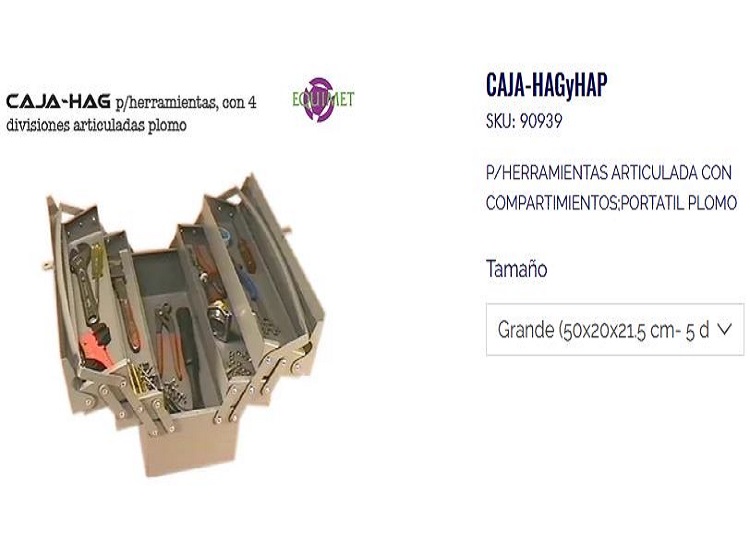 CAJA-HAG p/herramientas, con 4
divisiones articuladas plomo
EQUIMET
CAJA-HAGyHAP
SKU: 90939
P/HERRAMIENTAS ARTICULADA CON
COMPARTIMIENTOS;PORTATIL PLOMO
Tamaño
Grande (50x20x21.5 cm- 5 d